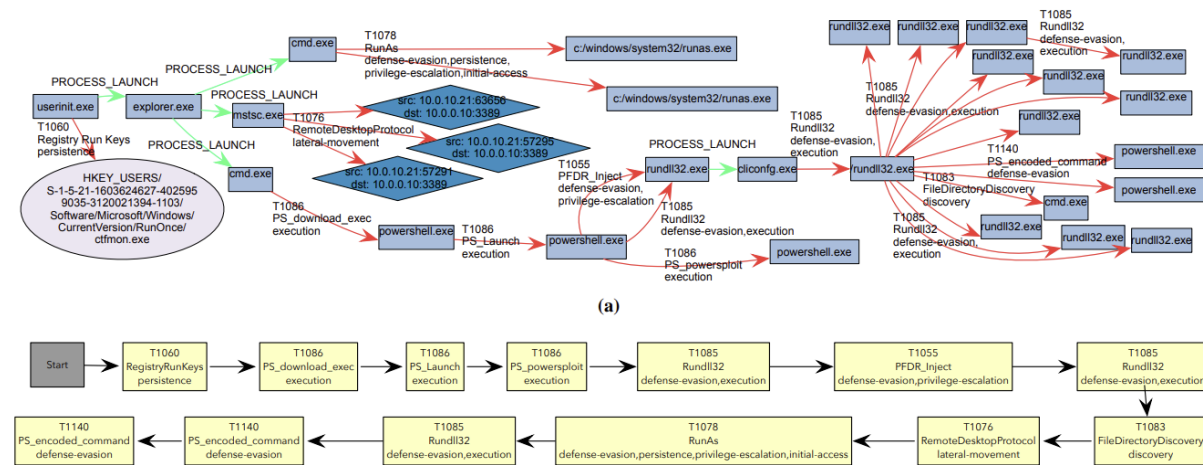 userinit.exe
PROCESS_LAUNCH
explorer.exe
T1060
Registry Run Keys
persistence
HKEY_USERS/
S-1-5-21-1603624627-402595
9035-3120021394-1103/
Software/Microsoft/Windows/
CurrentVersion/RunOnce/
ctfmon.exe
PROCESS_LAUNCH
cmd.exe
T1078
RunAs
defense-evasion,persistence,
privilege-escalation,initial-access
c:/windows/system32/runas.exe
c:/windows/system32/runas.exe
PROCESS_LAUNCH
mstsc.exe
T1076
RemoteDesktopProtocol
lateral-movement
src: 10.0.10.21:63656
dst: 10.0.0.10:3389
src: 10.0.10.21:57295
dst: 10.0.0.10:3389
src: 10.0.10.21:57291
dst: 10.0.0.10:3389
PROCESS_LAUNCH
cmd.exe
T1086
PS_download_exec
execution
powershell.exe
T1086
PS_Launch
execution
powershell.exe
T1055
PFDR_Inject
defense-evasion,
privilege-escalation
T1085
Rundll32
defense-evasion,execution
T1086
PS_powersploit
execution
powershell.exe
rundll32.exe
PROCESS_LAUNCH
cliconfg.exe
T1085
Rundll32
defense-evasion,
execution
rundll32.exe
rundll32.exe
rundll32.exe
rundll32.exe
T1085
defense-evasion,
execution
rundll32.exe
rundll32.exe
rundll32.exe
rundll32.exe
T1085
Rundll32
defense-evasion,execution
rundll32.exe
T1140
PS_encoded_command
defense-evasion
powershell.exe
powershell.exe
T1083
FileDirectoryDiscovery
discovery
cmd.exe
T1085
Rundll32
defense-evasion,
execution
rundll32.exe
rundll32.exe
rundll32.exe
(a)
Start
T1060
RegistryRunKeys
persistence
T1086
PS_download_exec
execution
T1086
PS_Launch
execution
T1086
PS_powersploit
execution
T1085
Rundll32
defense-evasion,execution
T1055
PFDR_Inject
defense-evasion,privilege-escalation
T1085
Rundll32
defense-evasion,execution
T1083
FileDirectoryDiscovery
discovery
T1076
RemoteDesktopProtocol
lateral-movement
T1078
RunAs
defense-evasion,persistence,privilege-escalation,initial-access
T1085
Rundll32
defense-evasion,execution
T1140
PS_encoded_command
defense-evasion
T1140
PS_encoded_command
defense-evasion